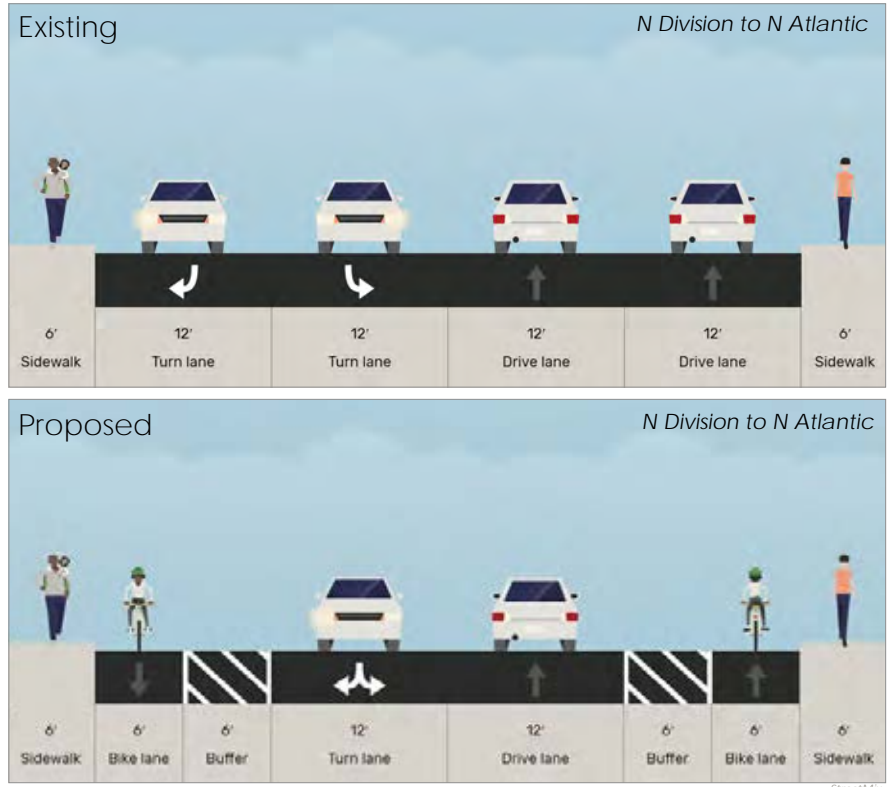 Existing
N Division to N Atlantic
6' 12' 12' 12' 12' 6'
Sidewalk Turn lane Turn lane Drive lane Drive lane Sidewalk
Proposed
N Division to N Atlantic
6' 6' 6' 12' 12' 6' 6' 6'
Sidewalk Bike lane Buffer Turn lane Drive lane Buffer Bike lane Sidewalk